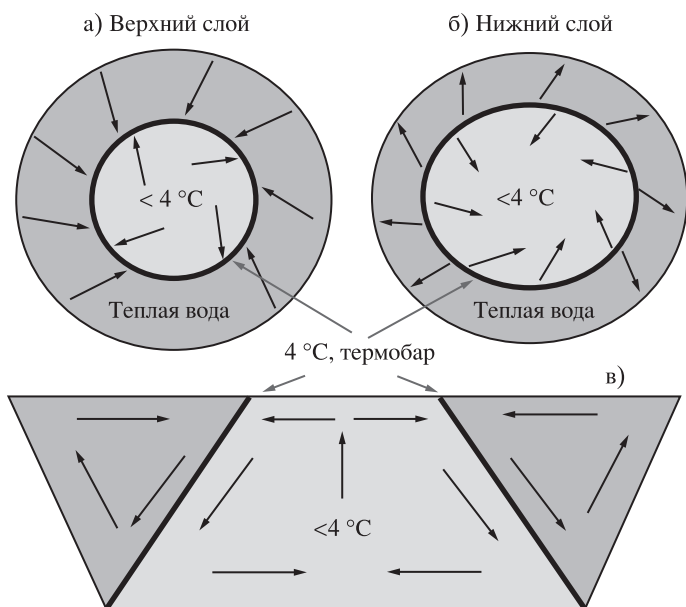 а) Верхний слой
б) Нижний слой
< 4 °C
<4 °C
Теплая вода
Теплая вода
4 °C, термобар
в)
<4 °C